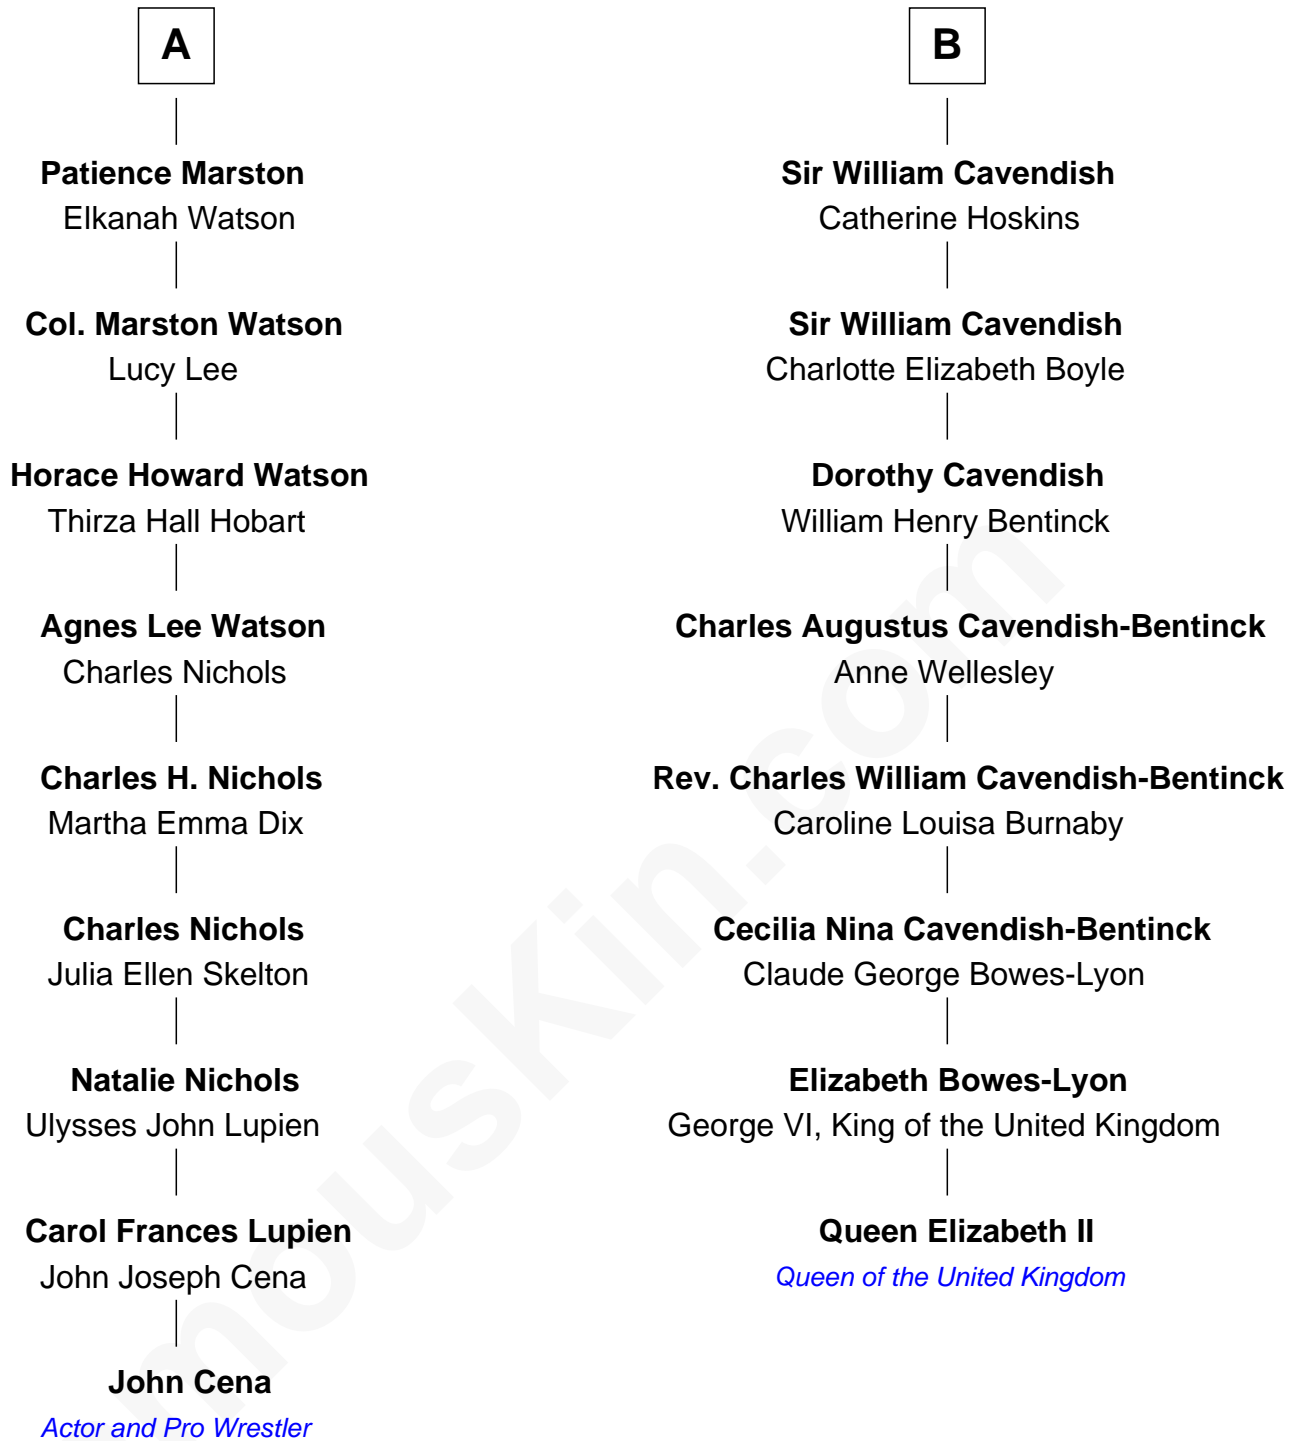 A
Patience Marston
Elkanah Watson
Col. Marston Watson
Lucy Lee
Horace Howard Watson
Thirza Hall Hobart
Agnes Lee Watson
Charles Nichols
Charles H. Nichols
Martha Emma Dix
Charles Nichols
Julia Ellen Skelton
Natalie Nichols
Ulysses John Lupien
Carol Frances Lupien
John Joseph Cena
John Cena
Actor and Pro Wrestler
B
Sir William Cavendish
Catherine Hoskins
Sir William Cavendish
Charlotte Elizabeth Boyle
Dorothy Cavendish
William Henry Bentinck
Charles Augustus Cavendish-Bentinck
Anne Wellesley
Rev. Charles William Cavendish-Bentinck
Caroline Louisa Burnaby
Cecilia Nina Cavendish-Bentinck
Claude George Bowes-Lyon
Elizabeth Bowes-Lyon
George VI, King of the United Kingdom
Queen Elizabeth II
Queen of the United Kingdom
mousKin.com